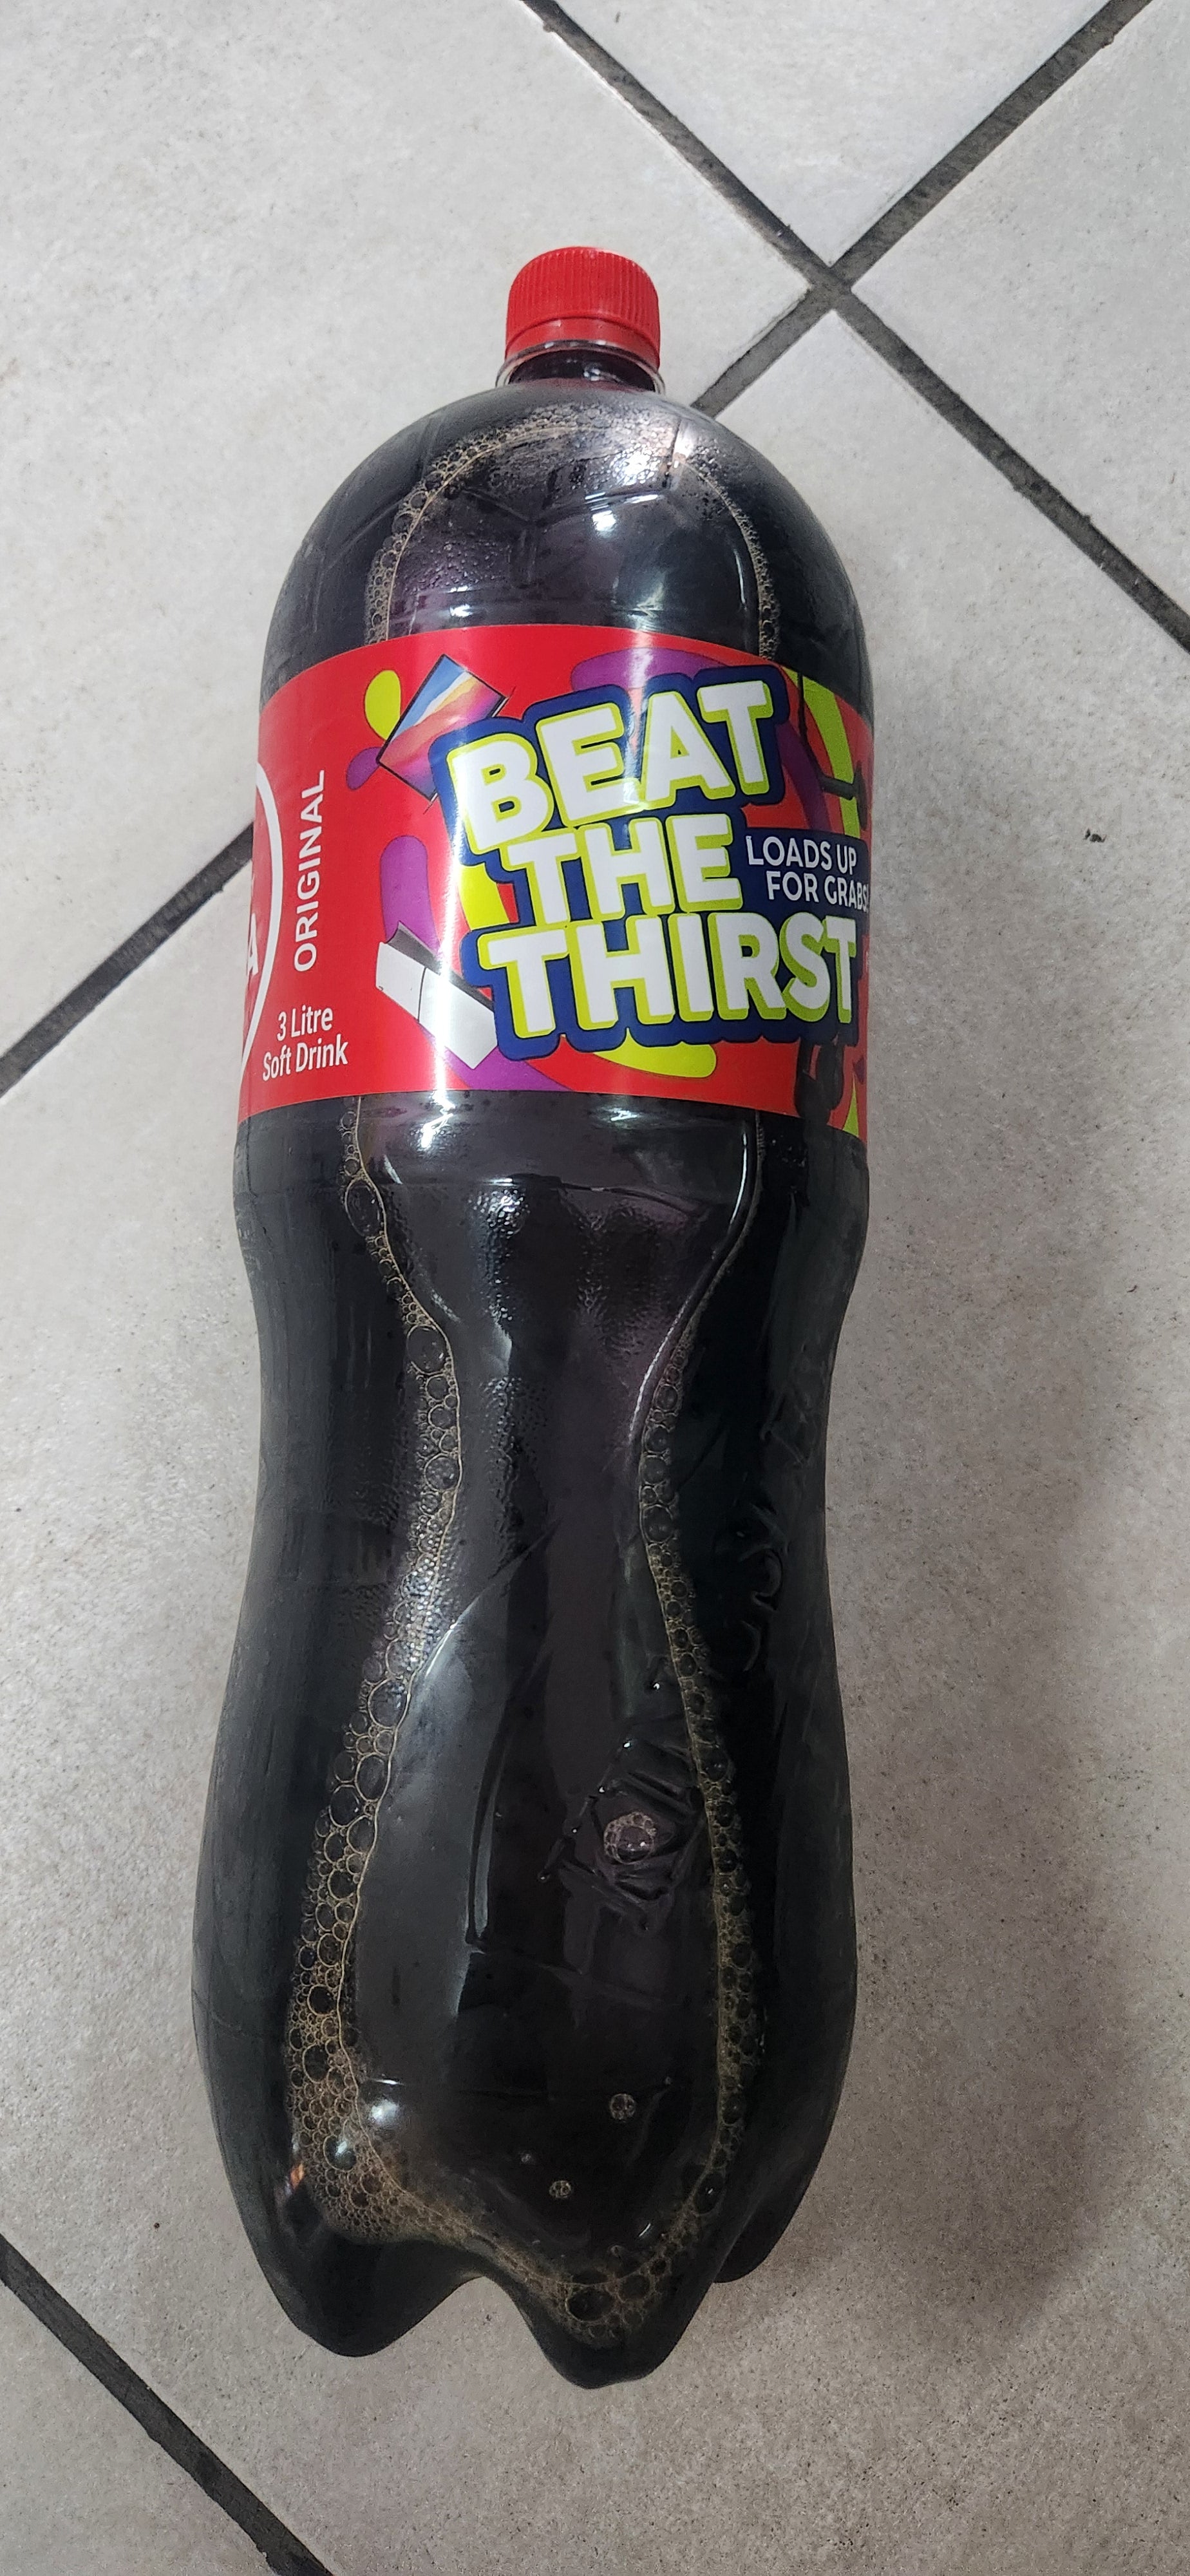 ORIGINAL
3 Litre
Soft Drink
BEAT
THE
LOADS UP
FOR GRABS!
THIRST